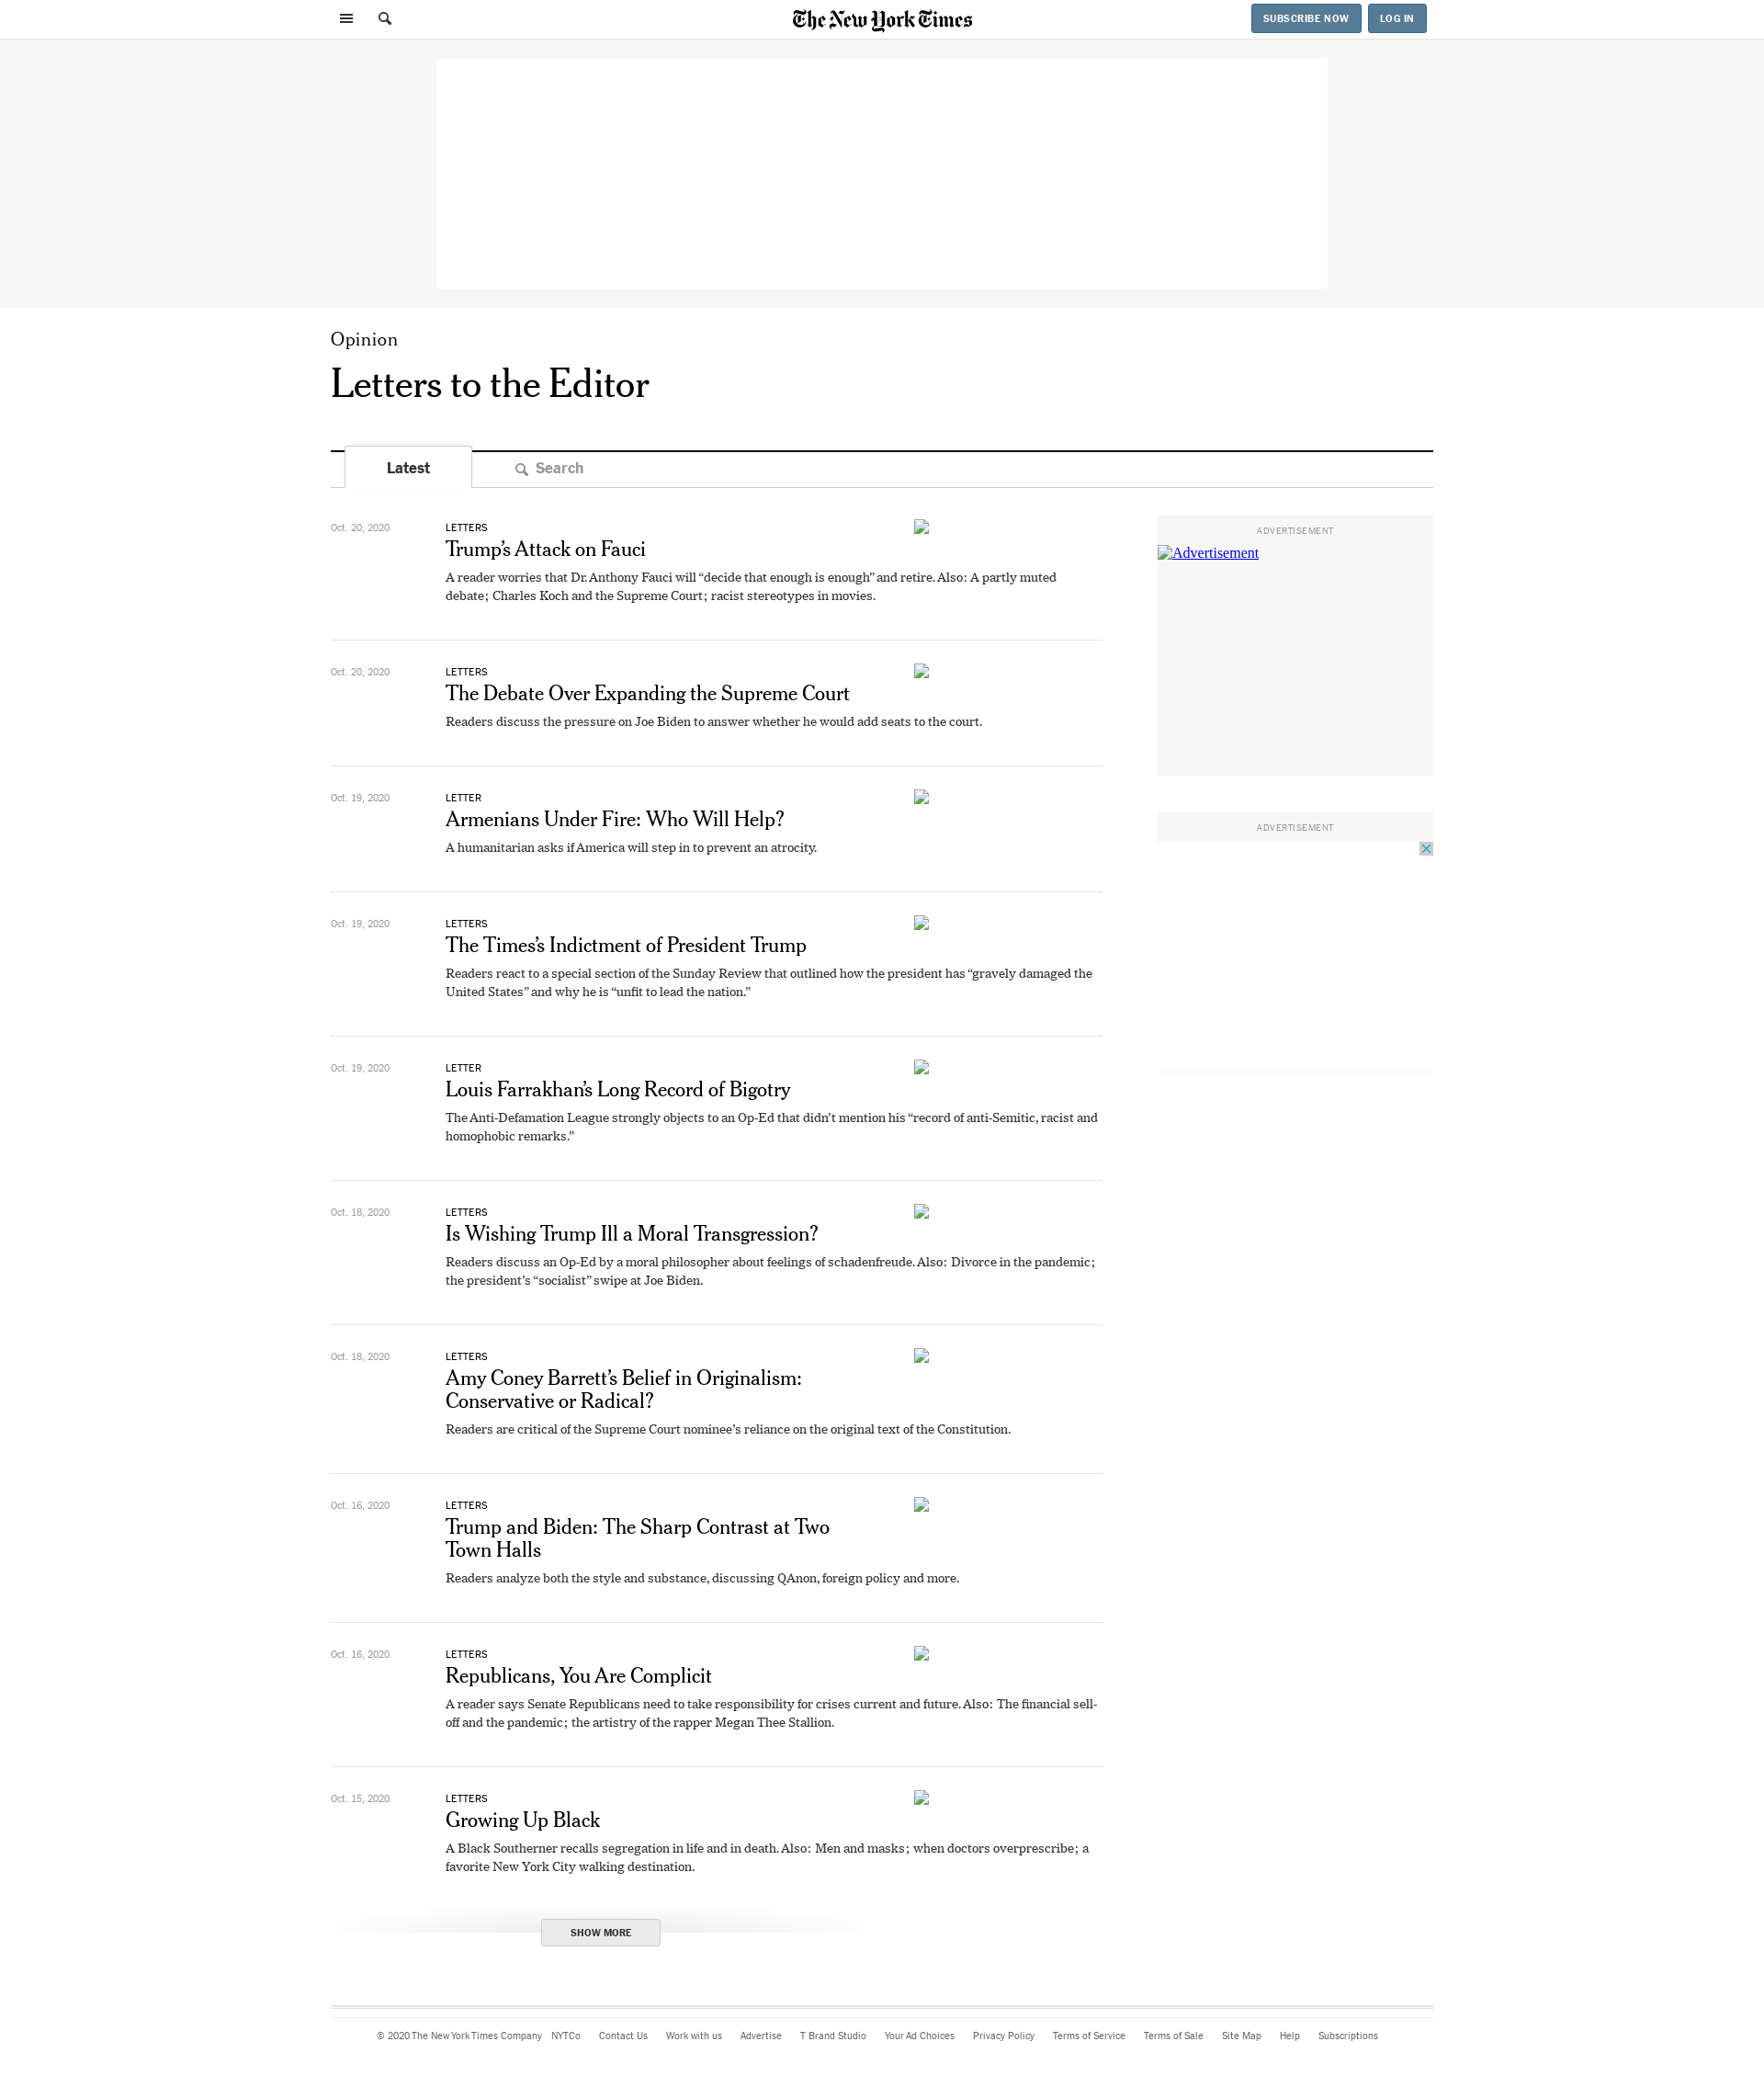 The New York Times
SUBSCRIBE NOW
LOG IN
Opinion
Letters to the Editor
Latest
Search
Oct. 20, 2020
LETTERS
Trump’s Attack on Fauci
A reader worries that Dr. Anthony Fauci will “decide that enough is enough” and retire. Also: A partly muted
debate; Charles Koch and the Supreme Court; racist stereotypes in movies.
Oct. 20, 2020
LETTERS
The Debate Over Expanding the Supreme Court
Readers discuss the pressure on Joe Biden to answer whether he would add seats to the court.
Oct. 19, 2020
LETTER
Armenians Under Fire: Who Will Help?
A humanitarian asks if America will step in to prevent an atrocity.
Oct. 19, 2020
LETTERS
The Times’s Indictment of President Trump
Readers react to a special section of the Sunday Review that outlined how the president has “gravely damaged the
United States” and why he is “unfit to lead the nation.”
Oct. 19, 2020
LETTER
Louis Farrakhan’s Long Record of Bigotry
The Anti-Defamation League strongly objects to an Op-Ed that didn’t mention his “record of anti-Semitic, racist and
homophobic remarks.”
Oct. 18, 2020
LETTERS
Is Wishing Trump Ill a Moral Transgression?
Readers discuss an Op-Ed by a moral philosopher about feelings of schadenfreude. Also: Divorce in the pandemic;
the president’s “socialist” swipe at Joe Biden.
Oct. 18, 2020
LETTERS
Amy Coney Barrett’s Belief in Originalism:
Conservative or Radical?
Readers are critical of the Supreme Court nominee’s reliance on the original text of the Constitution.
Oct. 16, 2020
LETTERS
Trump and Biden: The Sharp Contrast at Two
Town Halls
Readers analyze both the style and substance, discussing QAnon, foreign policy and more.
Oct. 16, 2020
LETTERS
Republicans, You Are Complicit
A reader says Senate Republicans need to take responsibility for crises current and future. Also: The financial sell-
off and the pandemic; the artistry of the rapper Megan Thee Stallion.
Oct. 15, 2020
LETTERS
Growing Up Black
A Black Southerner recalls segregation in life and in death. Also: Men and masks; when doctors overprescribe; a
favorite New York City walking destination.
SHOW MORE
ADVERTISEMENT
Advertisement
ADVERTISEMENT
© 2020 The New York Times Company NYTCo Contact Us Work with us Advertise T Brand Studio Your Ad Choices Privacy Policy Terms of Service Terms of Sale Site Map Help Subscriptions